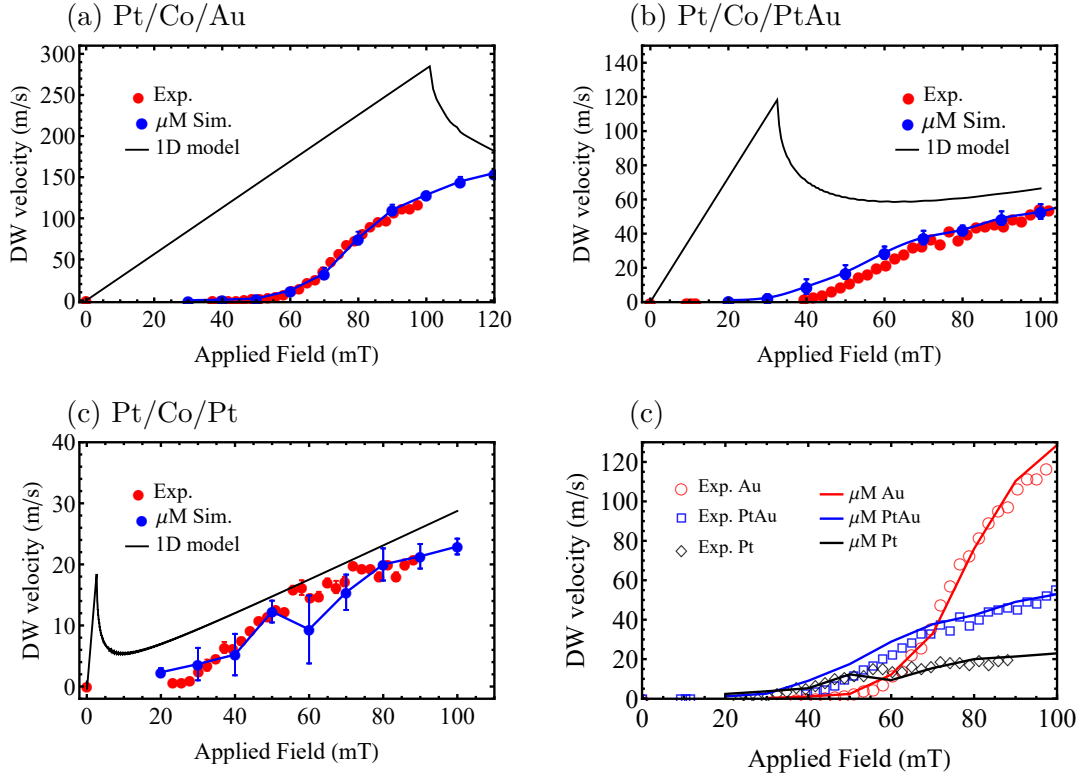 (a) Pt/Co/Au
300
250
200
150
100
50
0
DW velocity (m/s)
Exp.
μM Sim.
1D model
0 20 40 60 80 100 120
Applied Field (mT)
(b) Pt/Co/PtAu
140
120
100
80
60
40
20
0
DW velocity (m/s)
Exp.
μM Sim.
1D model
0 20 40 60 80 100
Applied Field (mT)
(c) Pt/Co/Pt
40
30
20
10
0
DW velocity (m/s)
Exp.
μM Sim.
1D model
0 20 40 60 80 100
Applied Field (mT)
(c)
120
100
80
60
40
20
0
DW velocity (m/s)
Exp. Au
Exp. PtAu
Exp. Pt
μM Au
μM PtAu
μM Pt
0 20 40 60 80 100
Applied Field (mT)